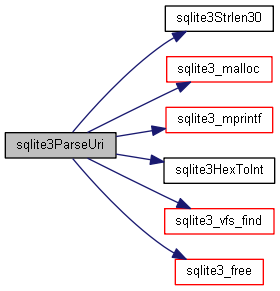 sqlite3Strlen30
sqlite3_malloc
sqlite3_mprintf
sqlite3ParseUri
sqlite3HexToInt
sqlite3_vfs_find
sqlite3_free